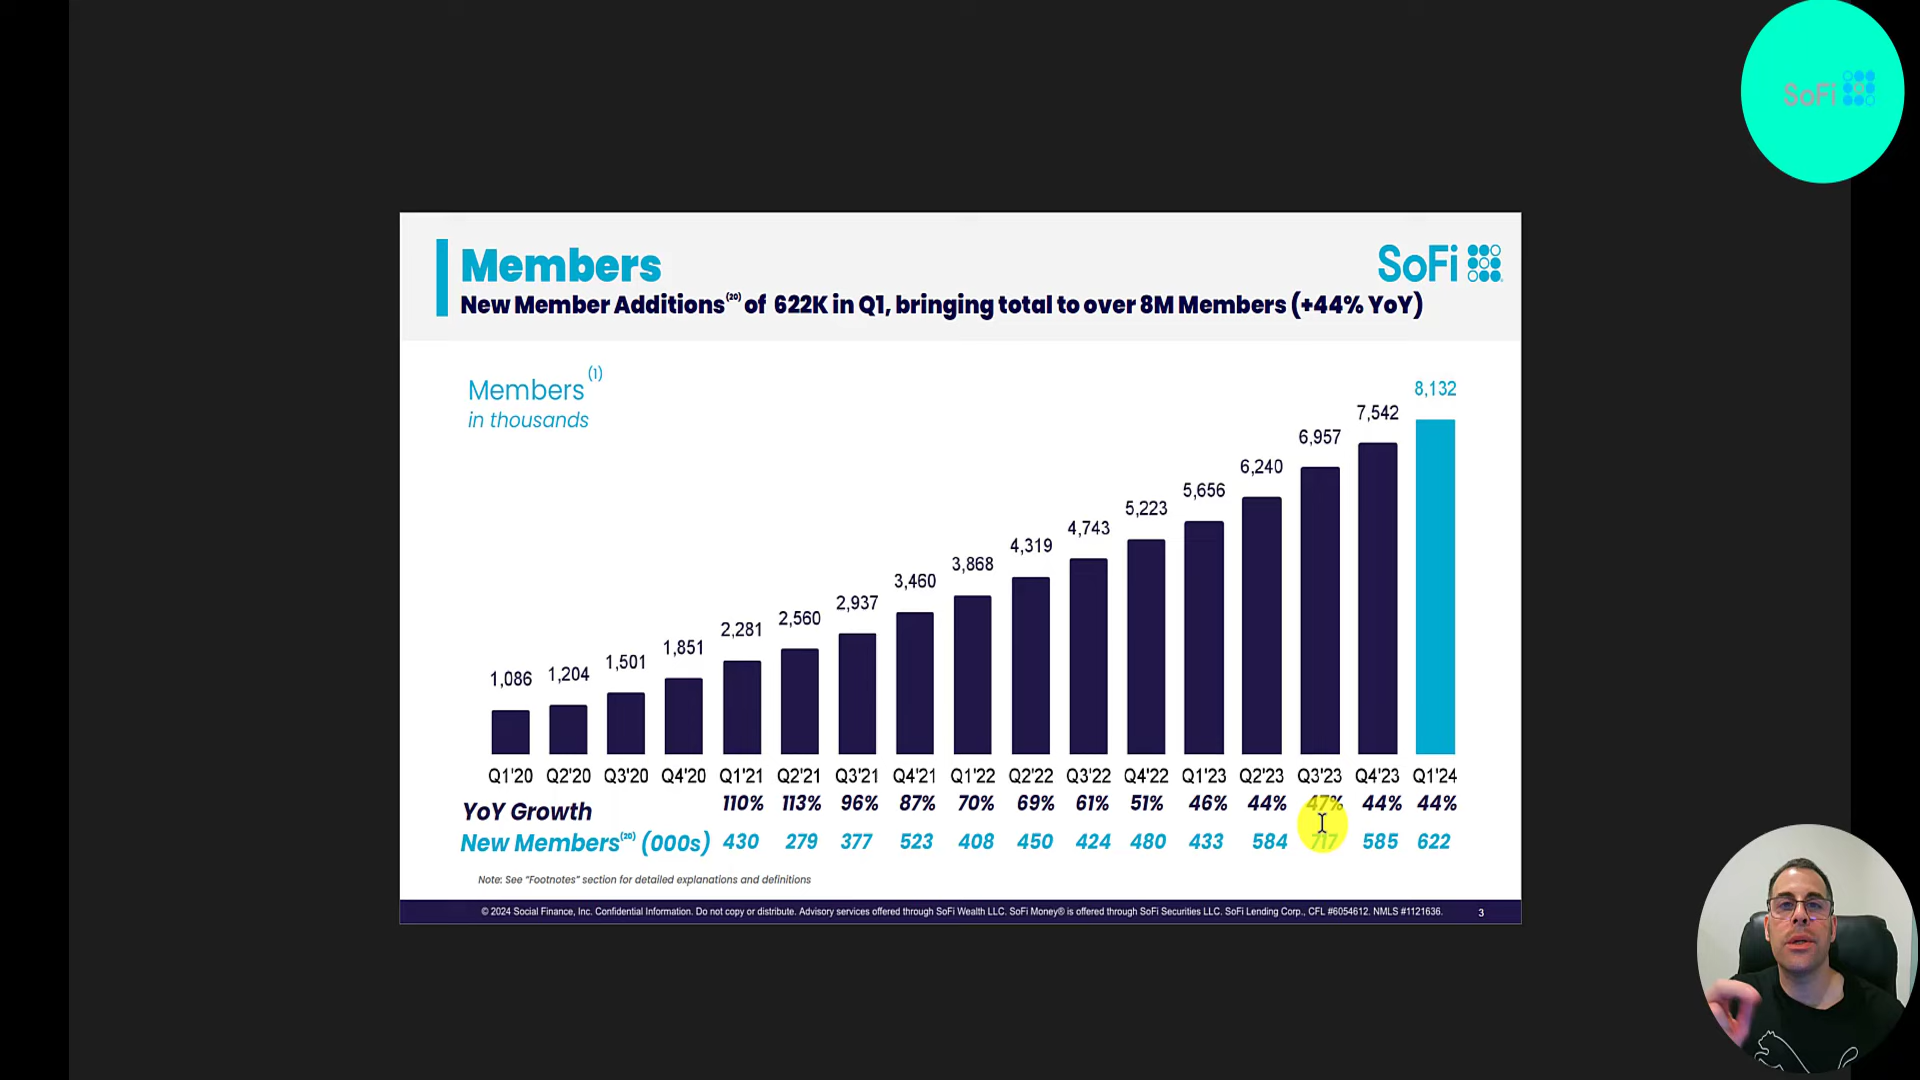 SoFi
Members
SoFi
New Member Additions(20) of 622K in Q1, bringing total to over 8M Members (+44% YoY)
Members(1)
in thousands
1,086 1,204 1,501 1,851 2,281 2,560 2,937 3,460 3,868 4,319 4,743 5,223 5,656 6,240 6,957 7,542 8,132
Q1'20 Q2'20 Q3'20 Q4'20 Q1'21 Q2'21 Q3'21 Q4'21 Q1'22 Q2'22 Q3'22 Q4'22 Q1'23 Q2'23 Q3'23 Q4'23 Q1'24
YoY Growth 110% 113% 96% 87% 70% 69% 61% 51% 46% 44% 47% 44% 44%
New Members(20) (000s) 430 279 377 523 408 450 424 480 433 584 717 585 622
Note: See "Footnotes" section for detailed explanations and definitions
© 2024 Social Finance, Inc. Confidential Information. Do not copy or distribute. Advisory services offered through SoFi Wealth LLC. SoFi Money® is offered through SoFi Securities LLC. SoFi Lending Corp., CFL #6054612. NMLS #1121636. 3